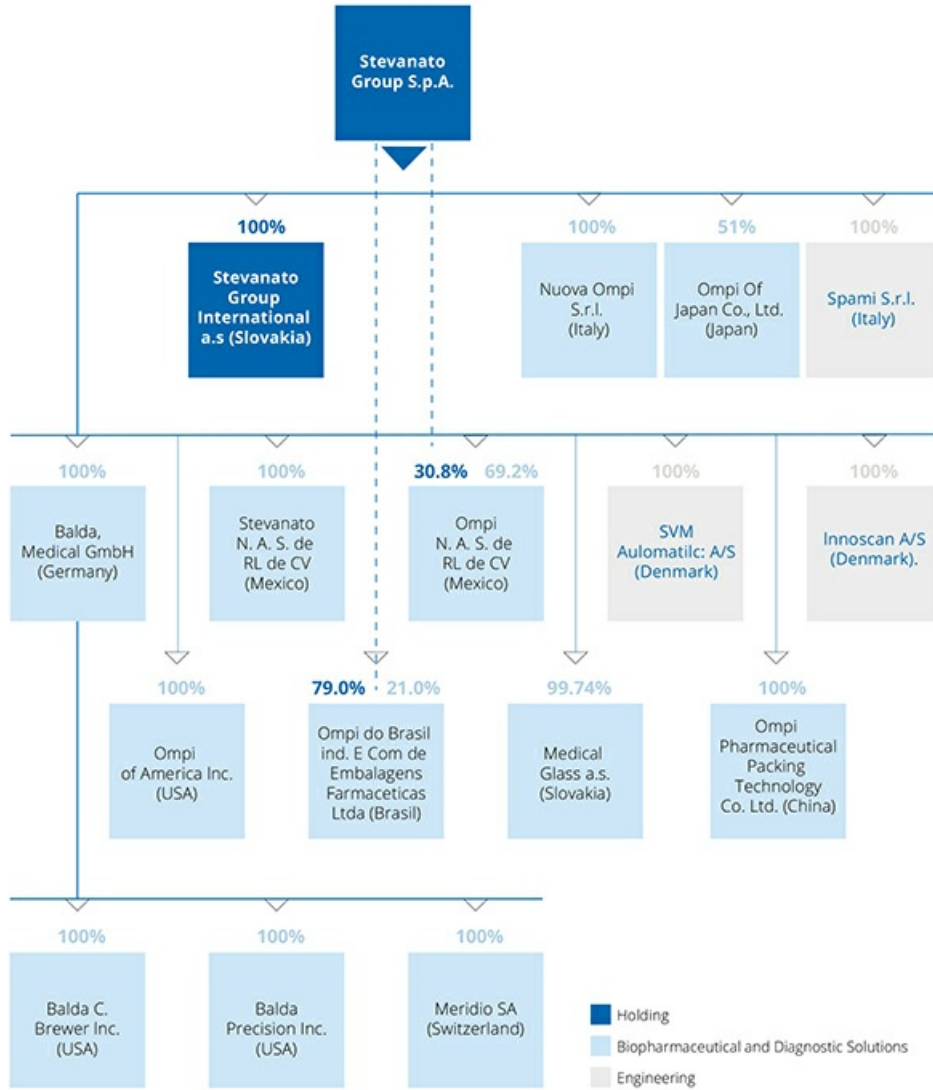 Stevanato
Group S.p.A.
100%
100%
51%
100%
Stevanato
Group
International
a.s (Slovakia)
Nuova Ompi
S.r.l.
(Italy)
Ompi Of
Japan Co., Ltd.
(Japan)
Spami S.r.l.
(Italy)
100%
100%
30.8% 69.2%
100%
100%
Balda,
Medical GmbH
(Germany)
Stevanato
N. A. S. de
RL de CV
(Mexico)
Ompi
N. A. S. de
RL de CV
(Mexico)
SVM
Aulomatilc: A/S
(Denmark)
Innoscan A/S
(Denmark).
100%
79.0% 21.0%
99.74%
100%
Ompi
of America Inc.
(USA)
Ompi do Brasil
ind. E Com de
Embalagens
Farmaceticas
Ltda (Brasil)
Medical
Glass a.s.
(Slovakia)
Ompi
Pharmaceutical
Packing
Technology
Co. Ltd. (China)
100%
100%
100%
Balda C.
Brewer Inc.
(USA)
Balda
Precision Inc.
(USA)
Meridio SA
(Switzerland)
Holding
Biopharmaceutical and Diagnostic Solutions
Engineering